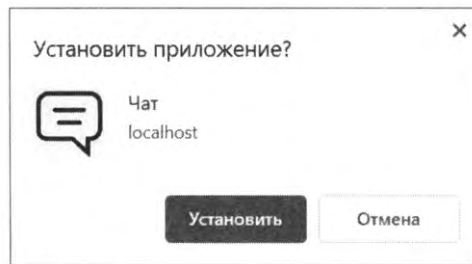 Установить приложение?
Чат
localhost
Установить
Отмена